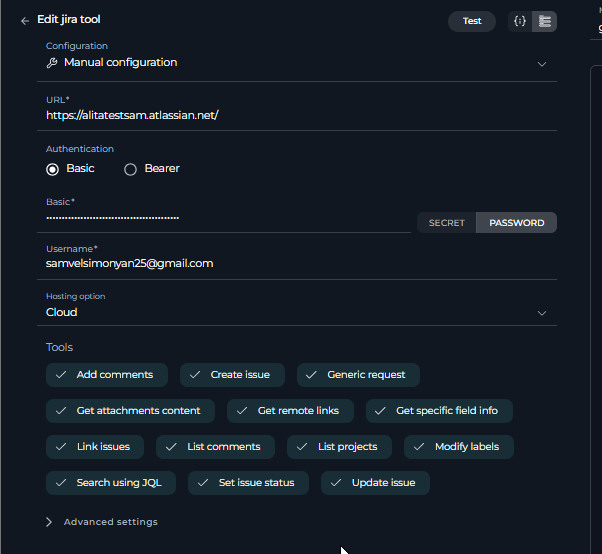 Edit jira tool
Test
Configuration
Manual configuration
URL*
https://alitatestsam.atlassian.net/
Authentication
Basic
Bearer
Basic*
SECRET
PASSWORD
Username*
samvelsimonyan25@gmail.com
Hosting option
Cloud
Tools
Add comments
Create issue
Generic request
Get attachments content
Get remote links
Get specific field info
Link issues
List comments
List projects
Modify labels
Search using JQL
Set issue status
Update issue
Advanced settings